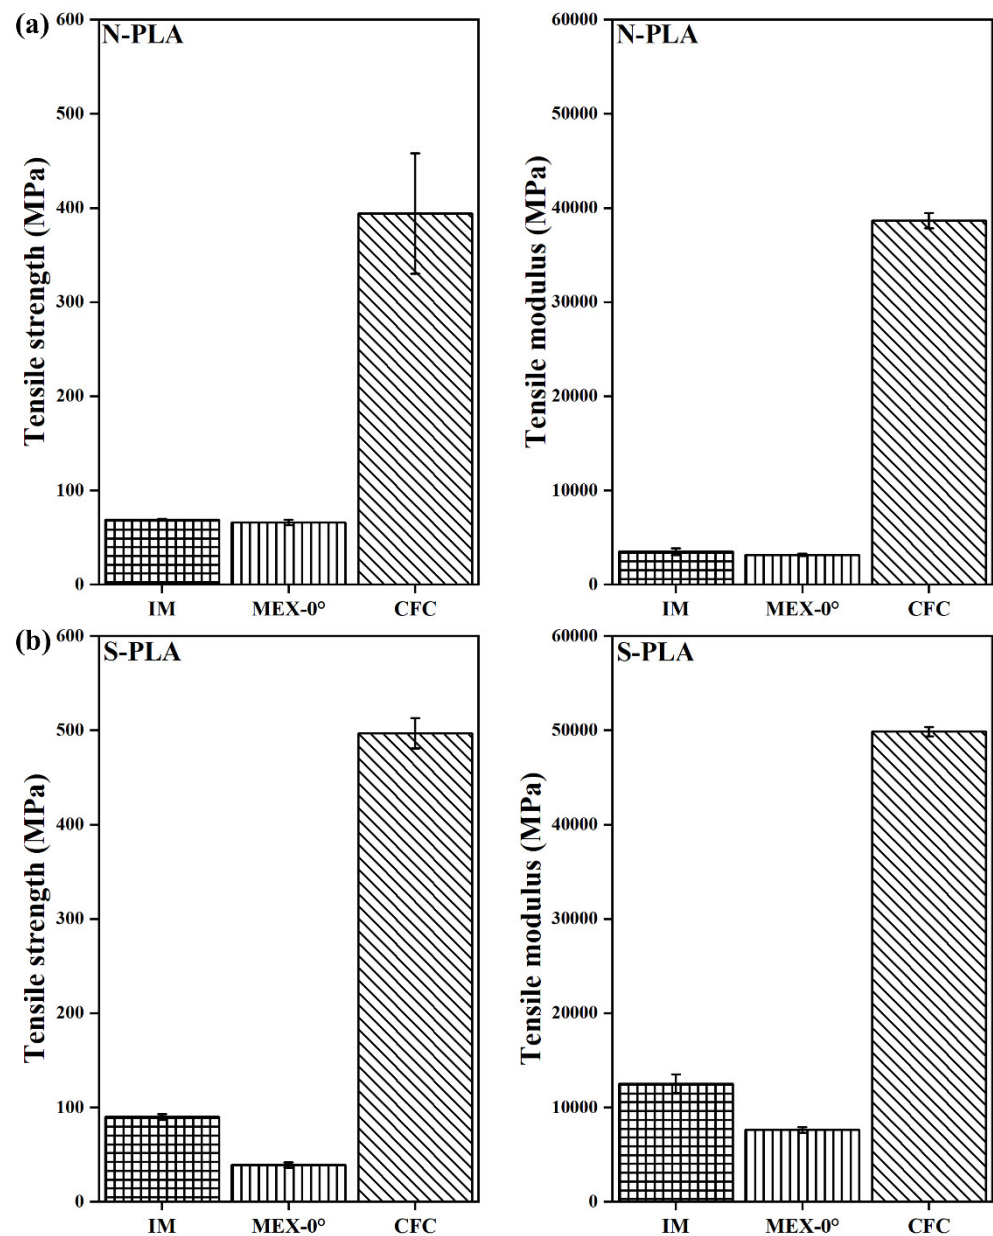 (a)
N-PLA
Tensile strength (MPa)
600
500
400
300
200
100
0
IM MEX-0° CFC
N-PLA
Tensile modulus (MPa)
60000
50000
40000
30000
20000
10000
0
IM MEX-0° CFC
(b)
S-PLA
Tensile strength (MPa)
600
500
400
300
200
100
0
IM MEX-0° CFC
S-PLA
Tensile modulus (MPa)
60000
50000
40000
30000
20000
10000
0
IM MEX-0° CFC